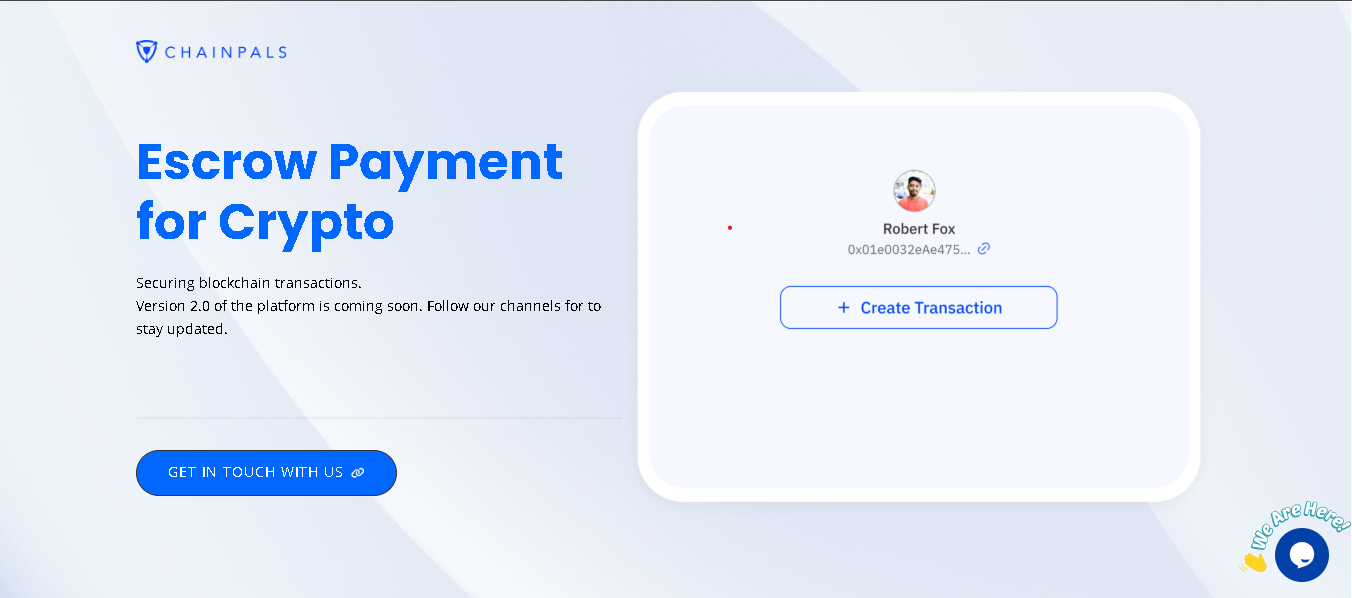 CHAINPALS
Escrow Payment
for Crypto
Securing blockchain transactions.
Version 2.0 of the platform is coming soon. Follow our channels for to
stay updated.
GET IN TOUCH WITH US
Robert Fox
0x01e0032eAe475...
+ Create Transaction
We Are Here!